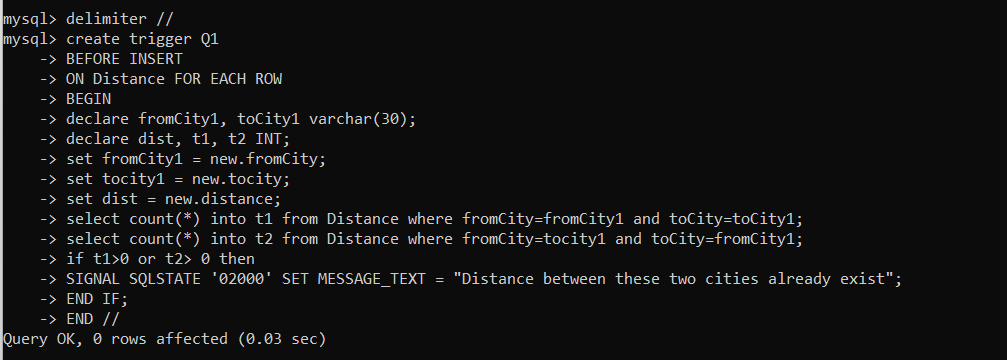 mysql> delimiter //
mysql> create trigger Q1
    -> BEFORE INSERT
    -> ON Distance FOR EACH ROW
    -> BEGIN
    -> declare fromCity1, toCity1 varchar(30);
    -> declare dist, t1, t2 INT;
    -> set fromCity1 = new.fromCity;
    -> set tocity1 = new.tocity;
    -> set dist = new.distance;
    -> select count(*) into t1 from Distance where fromCity=fromCity1 and toCity=toCity1;
    -> select count(*) into t2 from Distance where fromCity=tocity1 and toCity=fromCity1;
    -> if t1>0 or t2> 0 then
    -> SIGNAL SQLSTATE '02000' SET MESSAGE_TEXT = "Distance between these two cities already exist";
    -> END IF;
    -> END //
Query OK, 0 rows affected (0.03 sec)